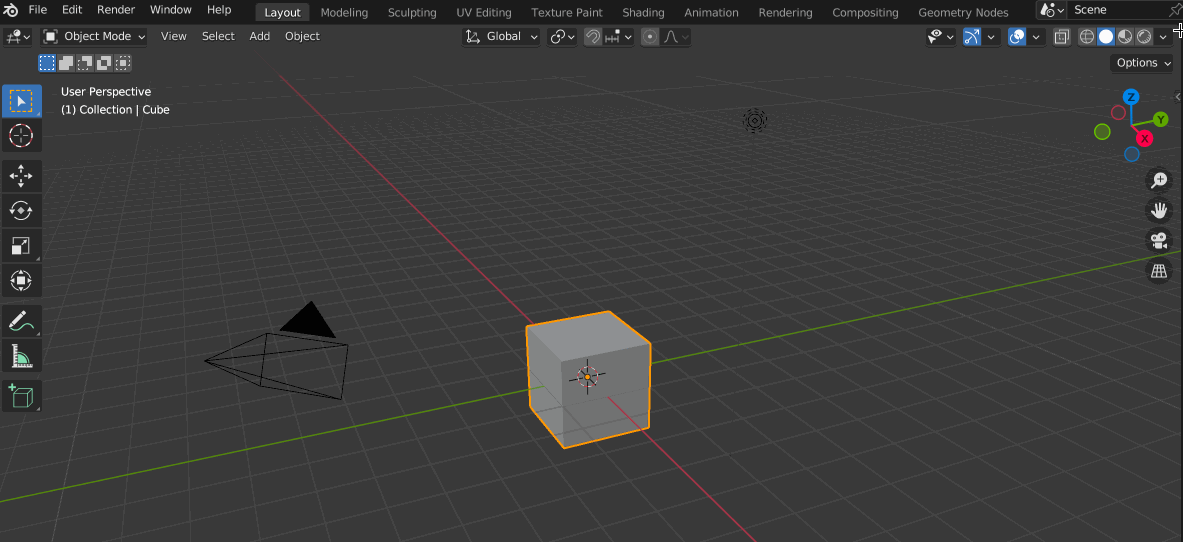 File Edit Render Window Help Layout Modeling Sculpting UV Editing Texture Paint Shading Animation Rendering Compositing Geometry Nodes Scene
Object Mode View Select Add Object Global
Options
User Perspective
(1) Collection | Cube
Z
Y
X